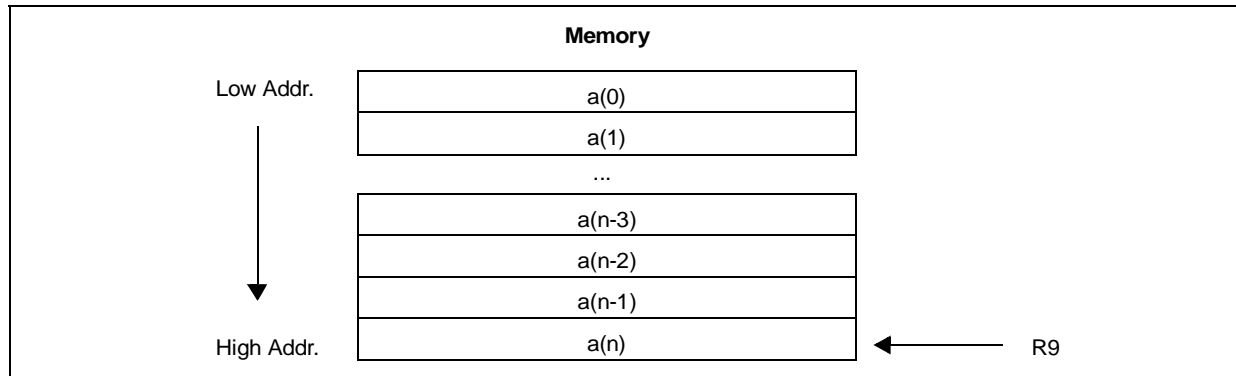 Memory
Low Addr.
a(0)
a(1)
...
a(n-3)
a(n-2)
a(n-1)
High Addr.
a(n)
R9